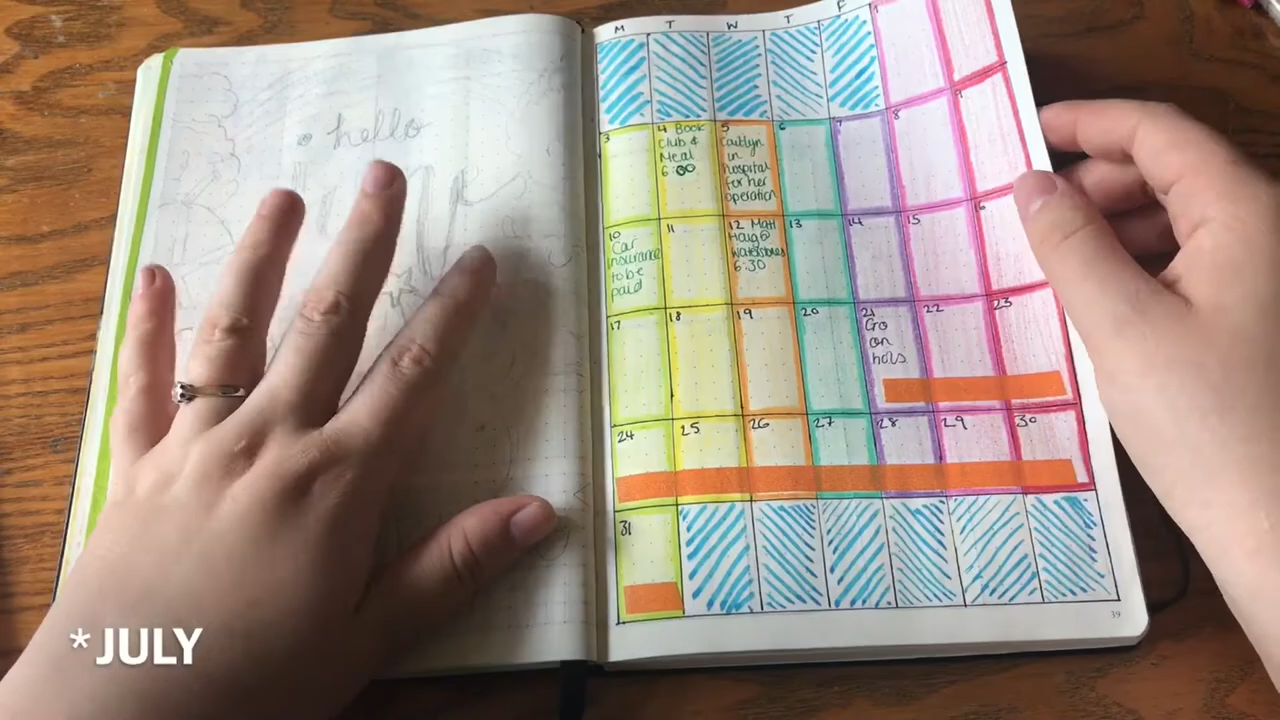 hello
M T W T F
1
3 4 Book 5 6 7 8 9
Club &
Meal
6:00
Caitlyn
in
hospital
for her
operation
10 11 12 Matt 13 14 15 16
Car
insurance
to be
paid
Haig @
Waterstones
6:30
17 18 19 20 21 22 23
Go
on
hols
24 25 26 27 28 29 30
31
39
*JULY